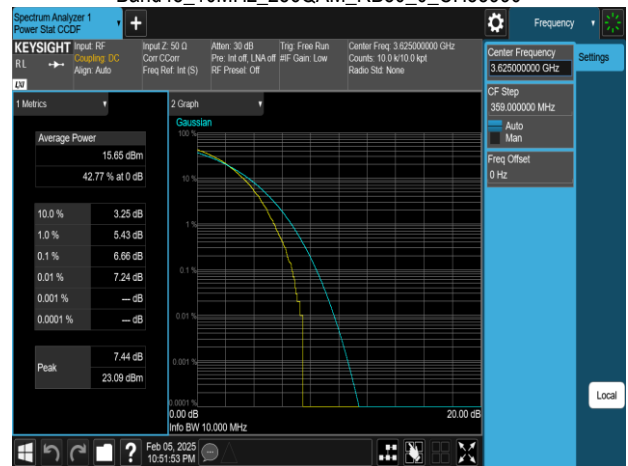 Spectrum Analyzer 1
Power Stat CCDF
Frequency
KEYSIGHT
RL
LXI
Input: RF
Coupling: DC
Align: Auto
Input Z: 50 Ω
Corr CCorr
Freq Ref: Int (S)
Atten: 30 dB
Pre: Int off, LNA off
RF Preset: Off
Trig: Free Run
#IF Gain: Low
Center Freq: 3.625000000 GHz
Counts: 10.0 k/10.0 kpt
Radio Std: None
Center Frequency
3.625000000 GHz
Settings
CF Step
359.000000 MHz
Auto
Man
Freq Offset
0 Hz
Local
1 Metrics
Average Power
15.65 dBm
42.77 % at 0 dB
10.0 % 3.25 dB
1.0 % 5.43 dB
0.1 % 6.66 dB
0.01 % 7.24 dB
0.001 % --- dB
0.0001 % --- dB
Peak
7.44 dB
23.09 dBm
2 Graph
Gaussian
100 %
10 %
1 %
0.1 %
0.01 %
0.001 %
0.0001 %
0.00 dB 20.00 dB
Info BW 10.000 MHz
?
Feb 05, 2025
10:51:53 PM